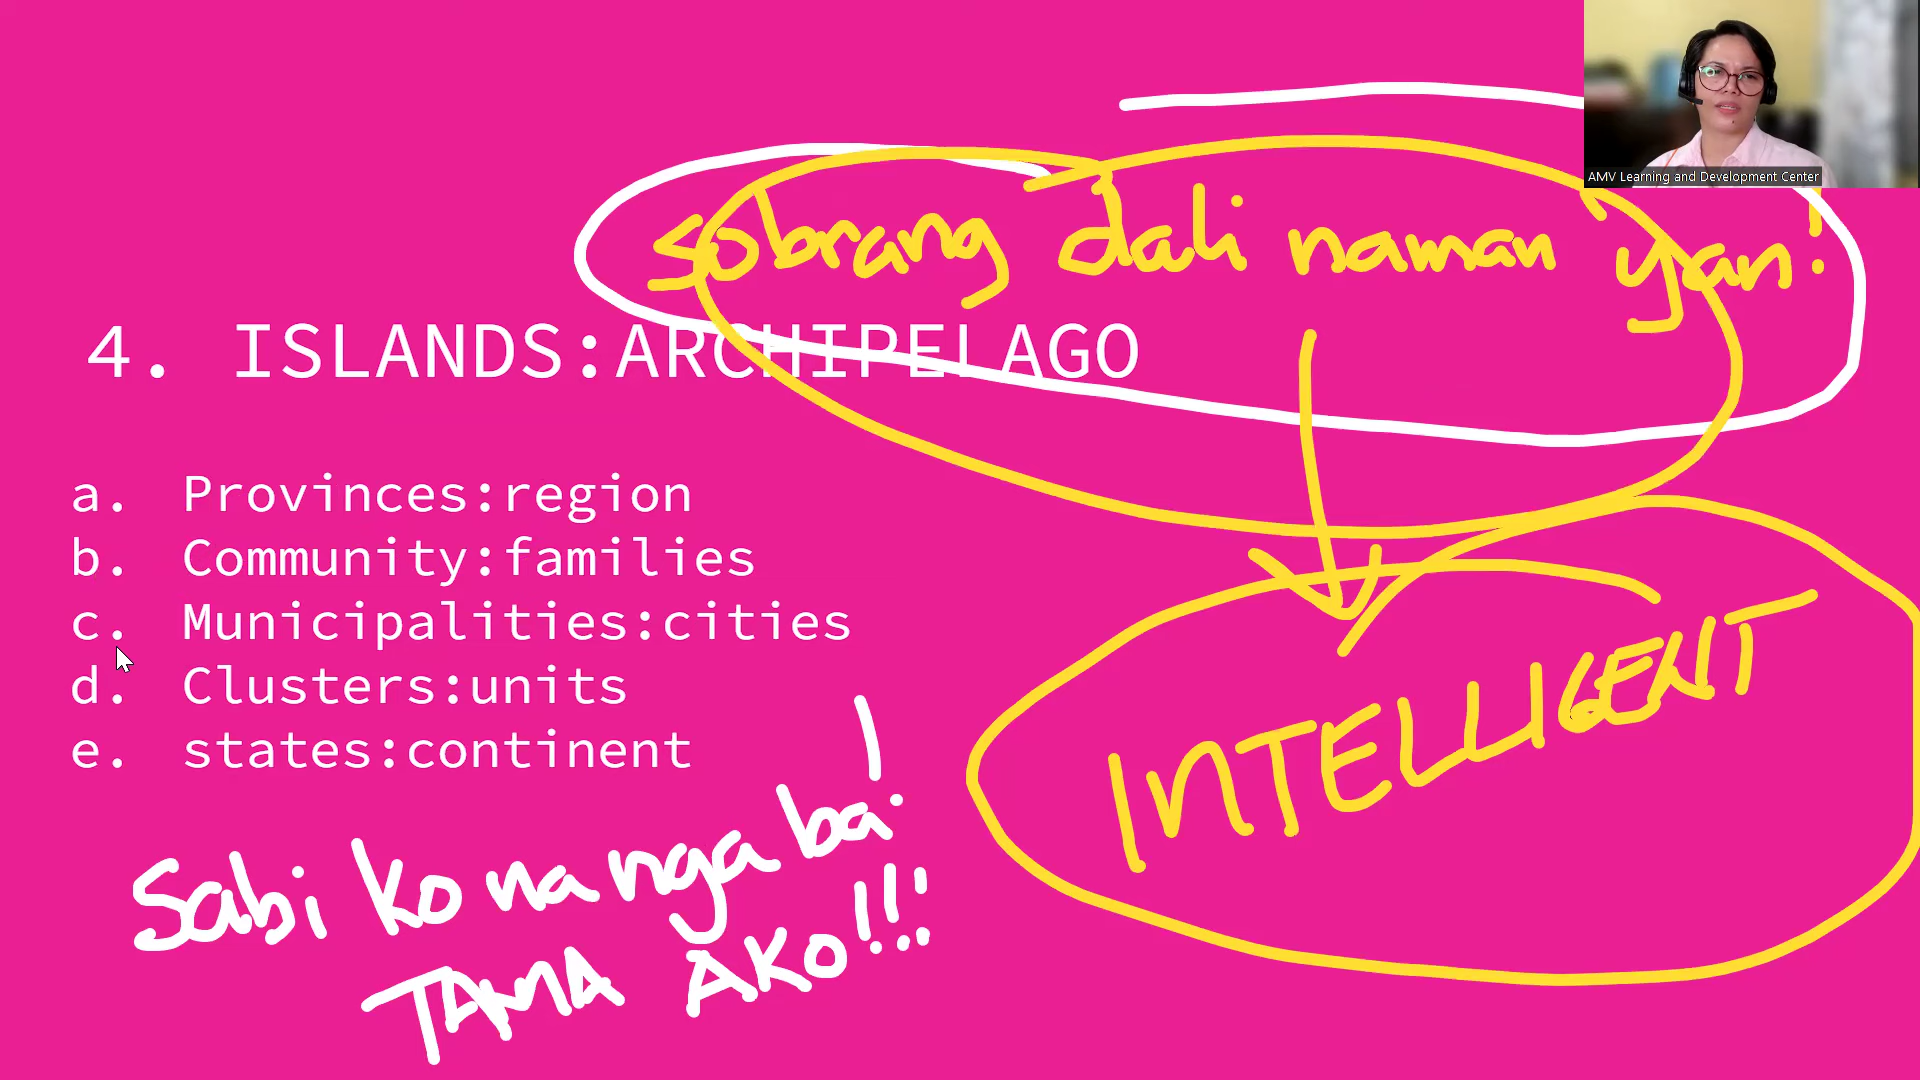 AMV Learning and Development Center
sobrang dali naman yan!
4. ISLANDS:ARCHIPELAGO
a. Provinces:region
b. Community:families
c. Municipalities:cities
d. Clusters:units
e. states:continent
INTELLIGENT
Sabi ko na nga ba!
TAMA AKO!!!